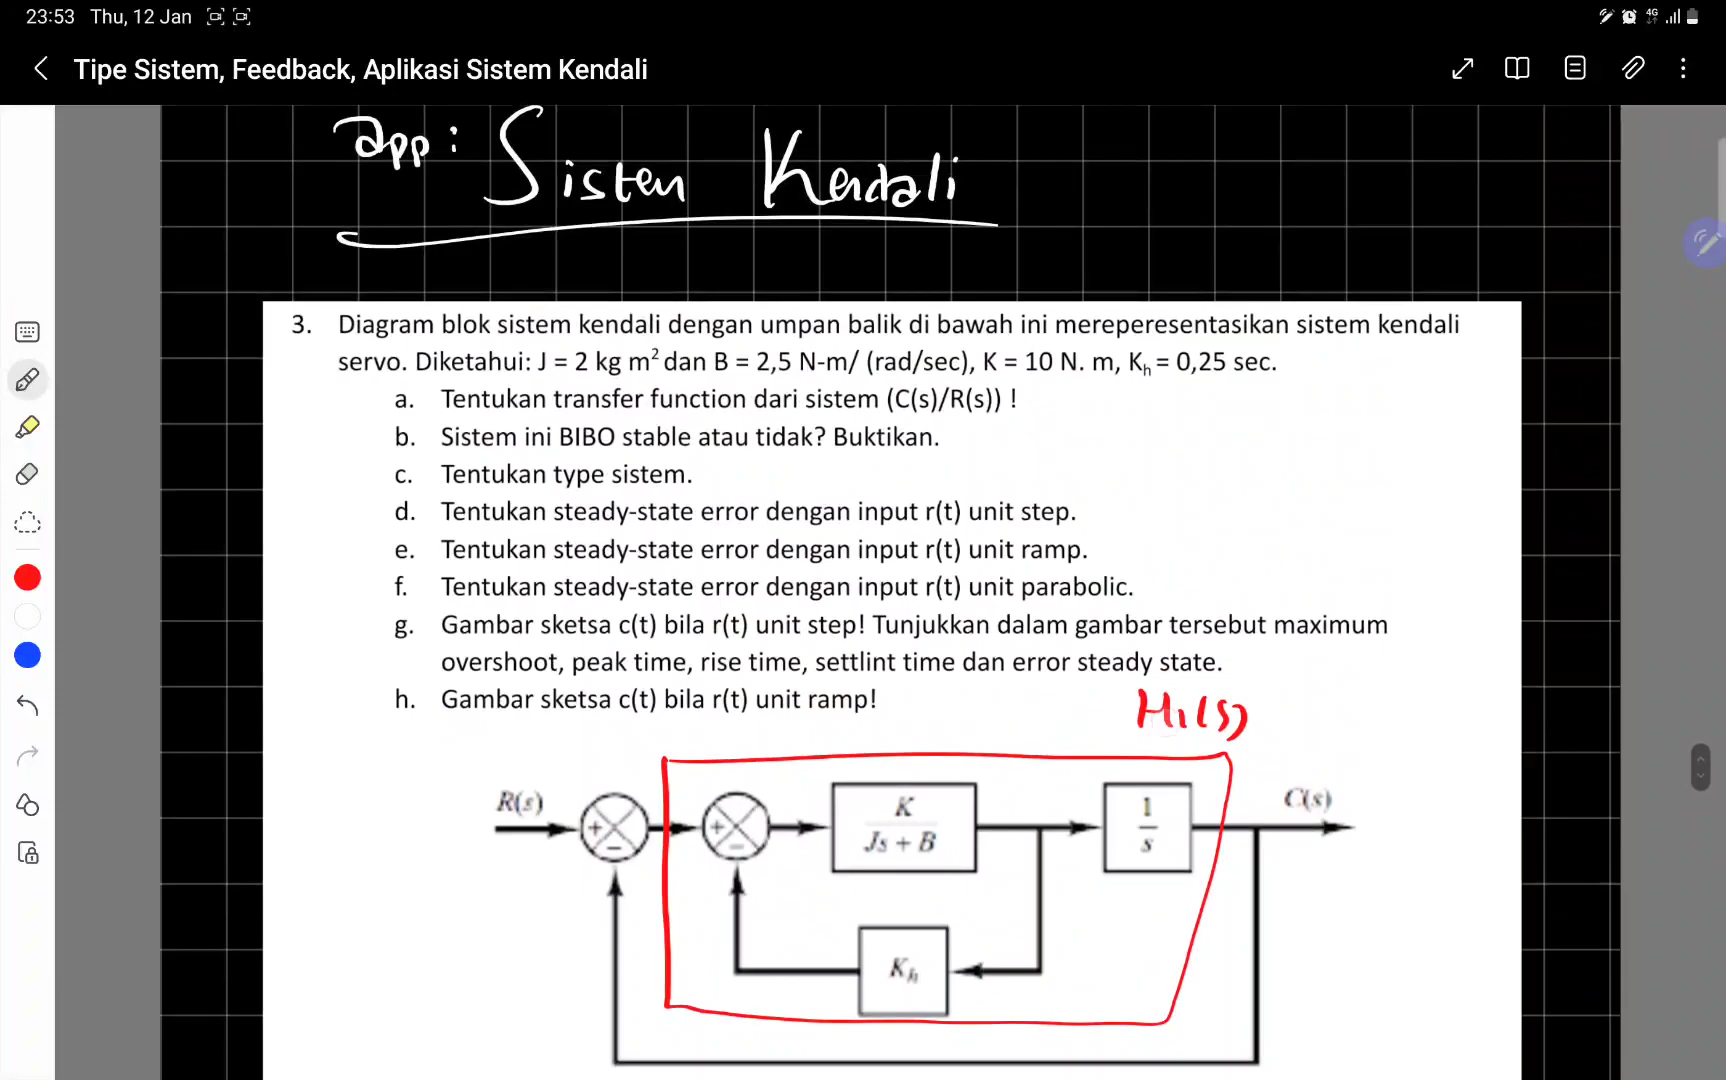 23:53 Thu, 12 Jan
4G
Tipe Sistem, Feedback, Aplikasi Sistem Kendali
app: Sistem Kendali
3. Diagram blok sistem kendali dengan umpan balik di bawah ini mereperesentasikan sistem kendali
servo. Diketahui: J = 2 kg m² dan B = 2,5 N-m/ (rad/sec), K = 10 N. m, Kₕ = 0,25 sec.
a. Tentukan transfer function dari sistem (C(s)/R(s)) !
b. Sistem ini BIBO stable atau tidak? Buktikan.
c. Tentukan type sistem.
d. Tentukan steady-state error dengan input r(t) unit step.
e. Tentukan steady-state error dengan input r(t) unit ramp.
f. Tentukan steady-state error dengan input r(t) unit parabolic.
g. Gambar sketsa c(t) bila r(t) unit step! Tunjukkan dalam gambar tersebut maximum
overshoot, peak time, rise time, settlint time dan error steady state.
h. Gambar sketsa c(t) bila r(t) unit ramp!
H₁(s)
R(s)
+
−
+
−
K
Js + B
1
s
C(s)
Kₕ